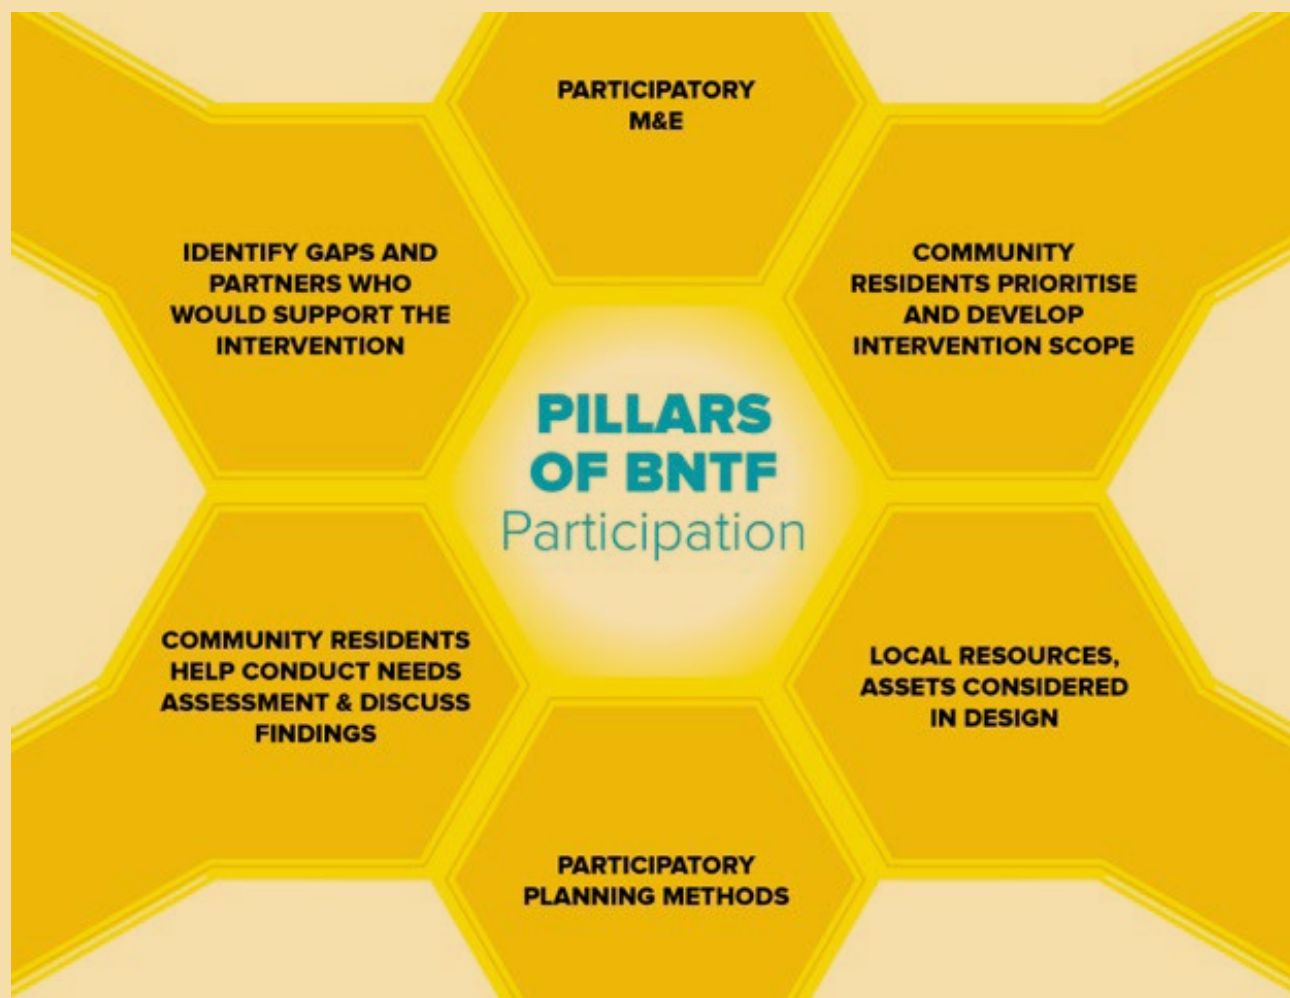 PARTICIPATORY
M&E
IDENTIFY GAPS AND
PARTNERS WHO
WOULD SUPPORT THE
INTERVENTION
COMMUNITY
RESIDENTS PRIORITISE
AND DEVELOP
INTERVENTION SCOPE
PILLARS
OF BNTF
Participation
COMMUNITY RESIDENTS
HELP CONDUCT NEEDS
ASSESSMENT & DISCUSS
FINDINGS
LOCAL RESOURCES,
ASSETS CONSIDERED
IN DESIGN
PARTICIPATORY
PLANNING METHODS